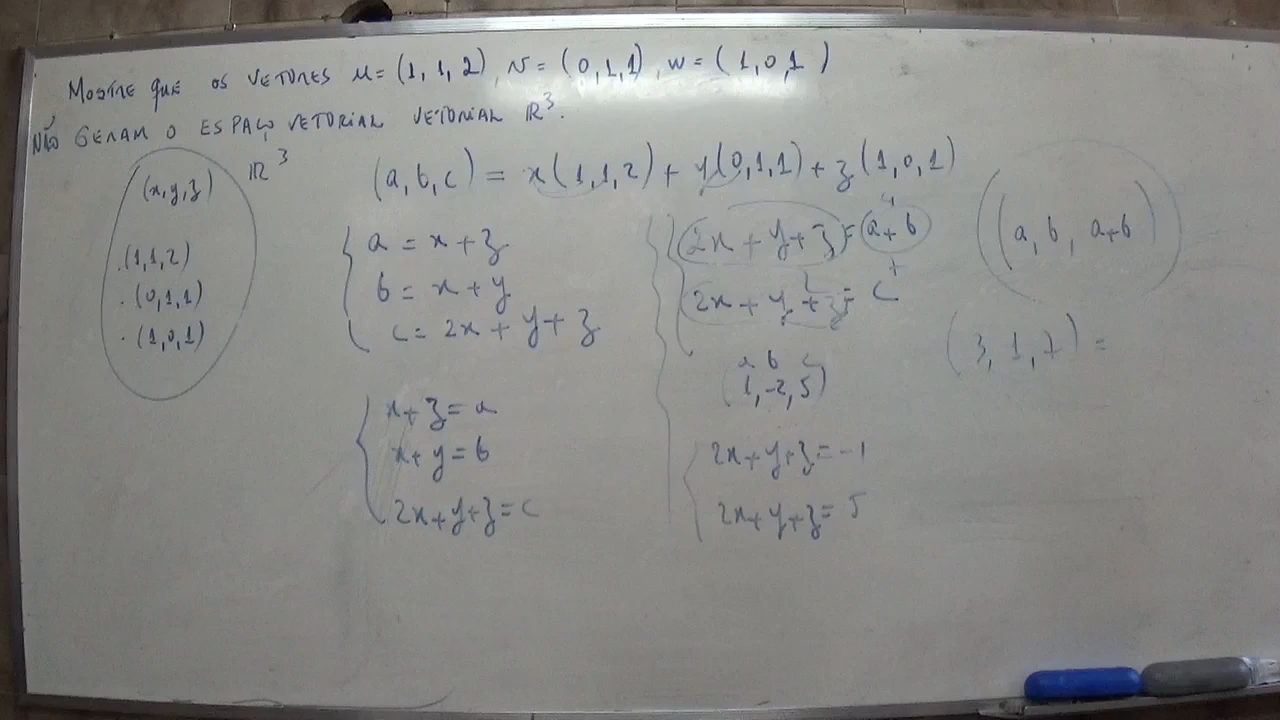 MOSTRE QUE OS VETORES u = (1, 1, 2), v = (0, 1, 1), w = (1, 0, 1)
NÃO GERAM O ESPAÇO VETORIAL VETORIAL ℝ³.
ℝ³
(x, y, z)
. (1, 1, 2)
. (0, 1, 1)
. (1, 0, 1)
(a, b, c) = x(1, 1, 2) + y(0, 1, 1) + z(1, 0, 1)
a = x + z
b = x + y
c = 2x + y + z
x + z = a
x + y = b
2x + y + z = c
2x + y + z = a + b
2x + y + z = c
a b c
(1, -2, 5)
2x + y + z = -1
2x + y + z = 5
(a, b, a+b)
(3, 1, 7) =